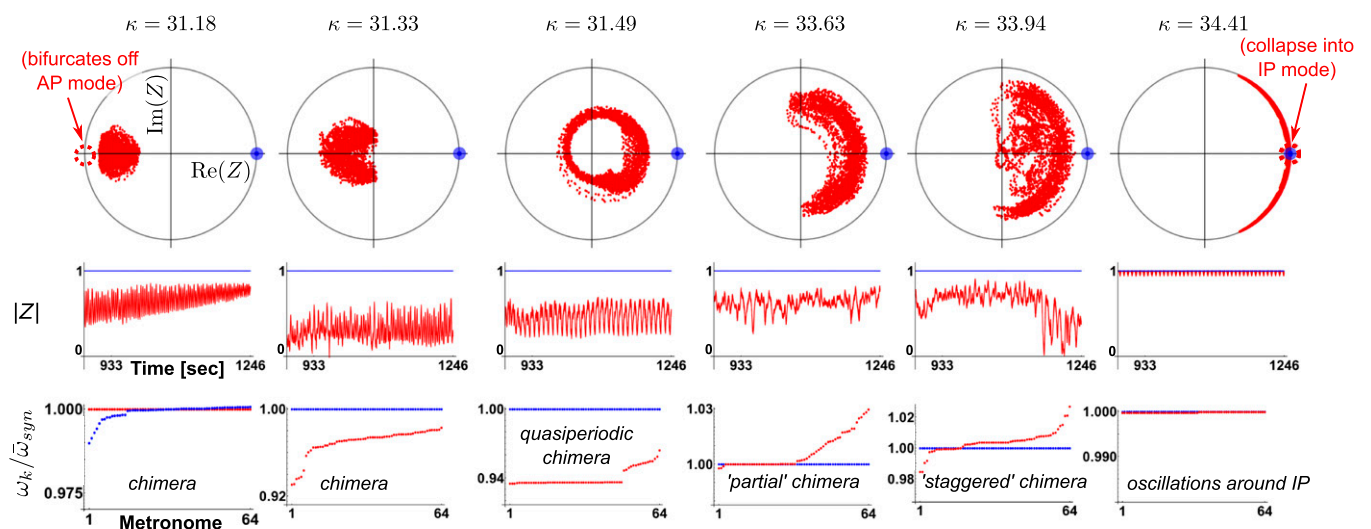 κ = 31.18 κ = 31.33 κ = 31.49 κ = 33.63 κ = 33.94 κ = 34.41
(bifurcates off
AP mode)
(collapse into
IP mode)
Im(Z)
Re(Z)
|Z|
1 1 1 1 1 1
0 0 0 0 0 0
933 1246 933 1246 933 1246 933 1246 933 1246 933 1246
Time [sec]
ω_k/ω̄_syn
1.000 1.00 1.00 1.03 1.02 1.000
quasiperiodic
chimera
1.00 1.00 0.990
0.94 0.98
chimera chimera 'partial' chimera 'staggered' chimera oscillations around IP
0.975 0.92
1 64 1 64 1 64 1 64 1 64 1 64
Metronome